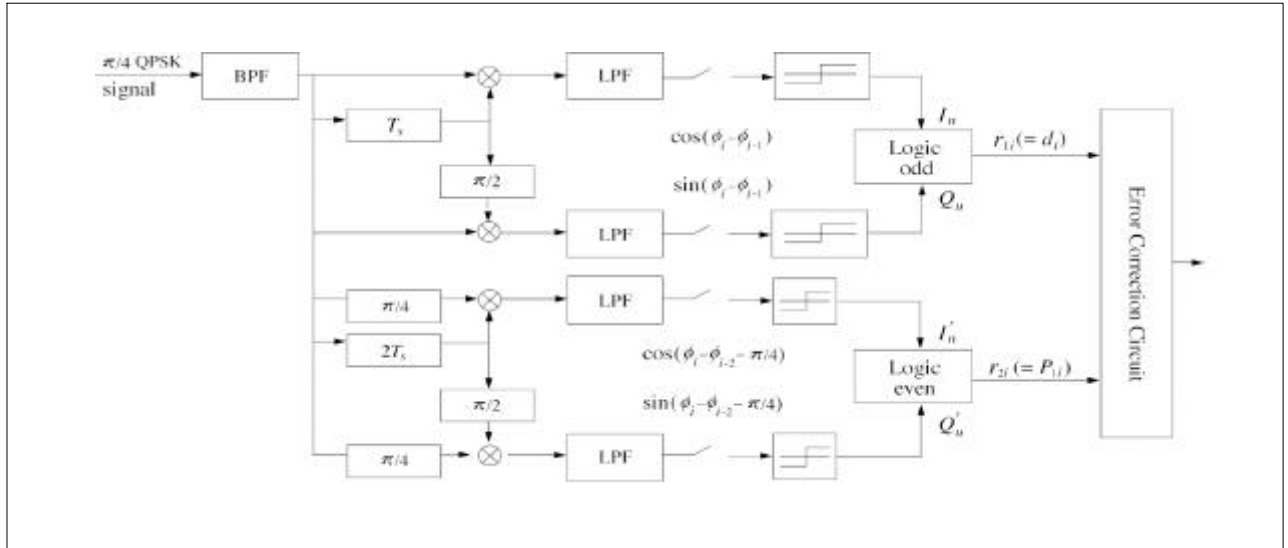 π/4 QPSK
signal
BPF
LPF
T_s
cos(ϕ_i−ϕ_{i-1})
I_n
Logic
odd
r_{1i}(= d_i)
π/2
sin(ϕ_i−ϕ_{i-1})
Q_n
LPF
π/4
LPF
2T_s
cos(ϕ_i−ϕ_{i-2}−π/4)
I'_n
Logic
even
r_{2i}(= P_{1i})
π/2
sin(ϕ_i−ϕ_{i-2}−π/4)
Q'_n
π/4
LPF
Error Correction Circuit